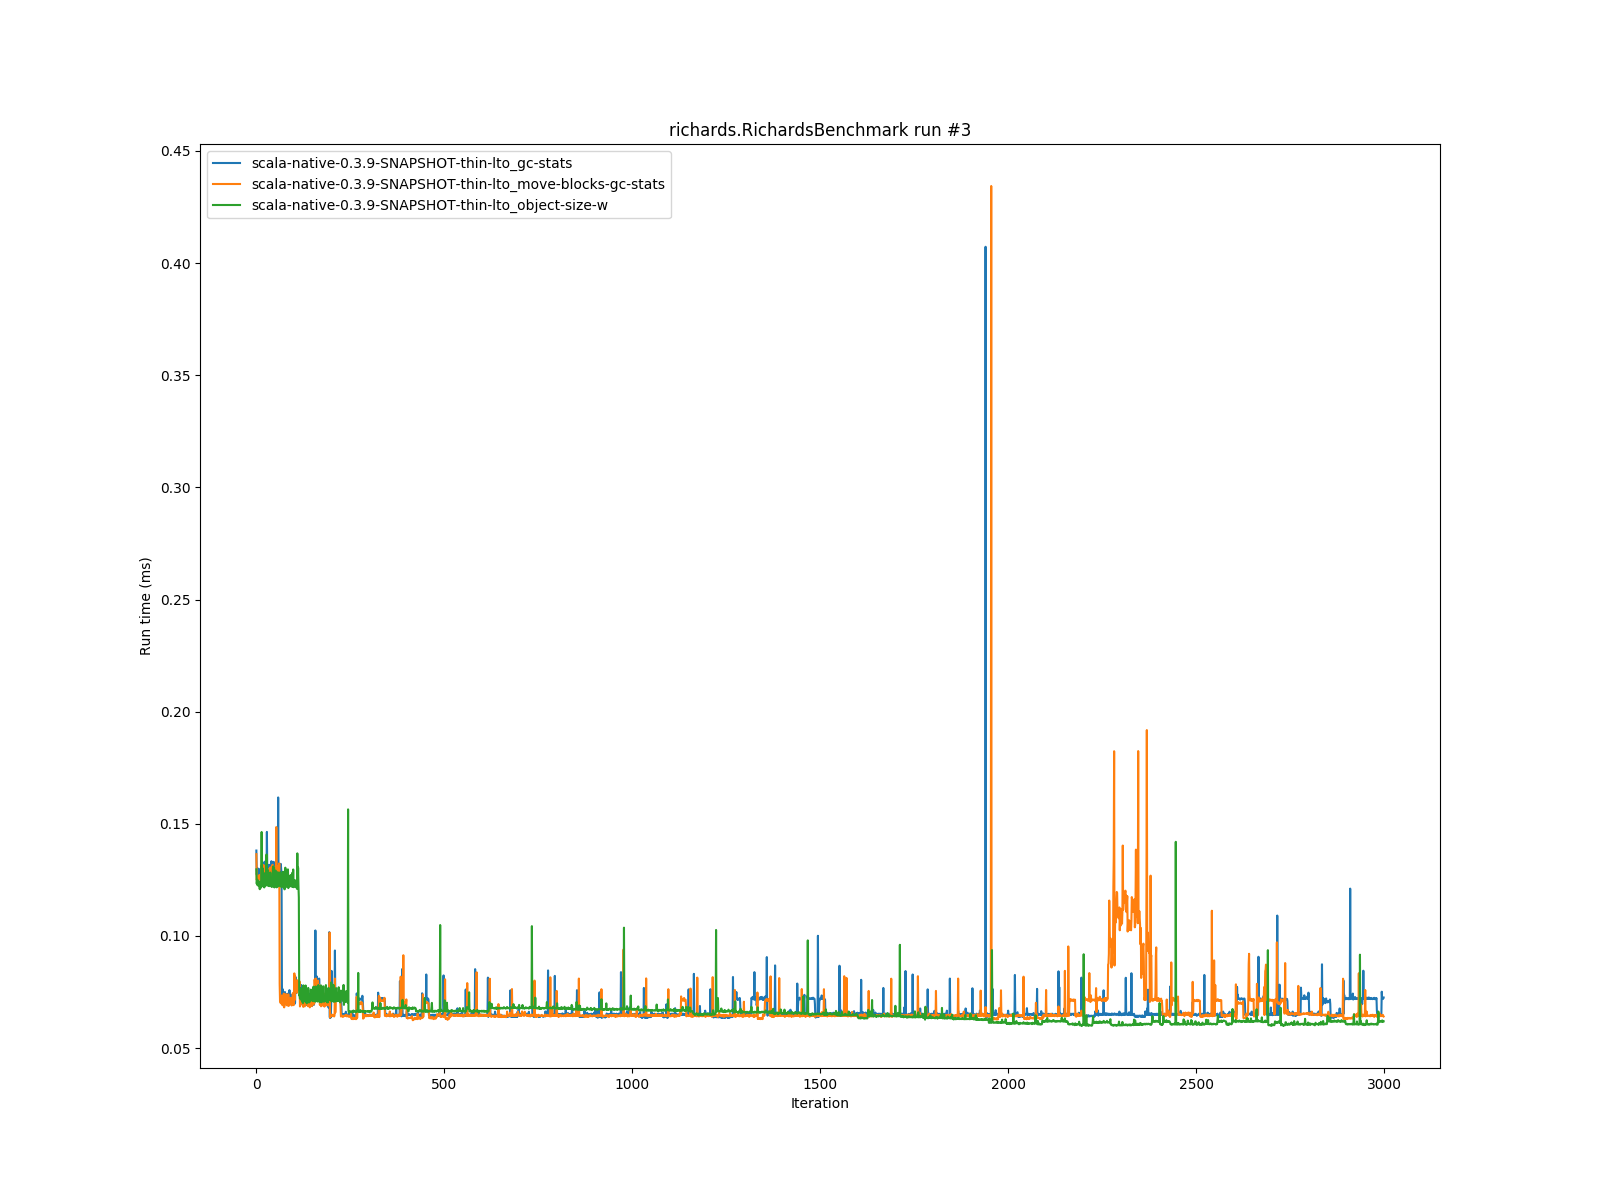 richards.RichardsBenchmark run #3
scala-native-0.3.9-SNAPSHOT-thin-lto_gc-stats
scala-native-0.3.9-SNAPSHOT-thin-lto_move-blocks-gc-stats
scala-native-0.3.9-SNAPSHOT-thin-lto_object-size-w
0.45
0.40
0.35
0.30
0.25
0.20
0.15
0.10
0.05
Run time (ms)
0 500 1000 1500 2000 2500 3000
Iteration